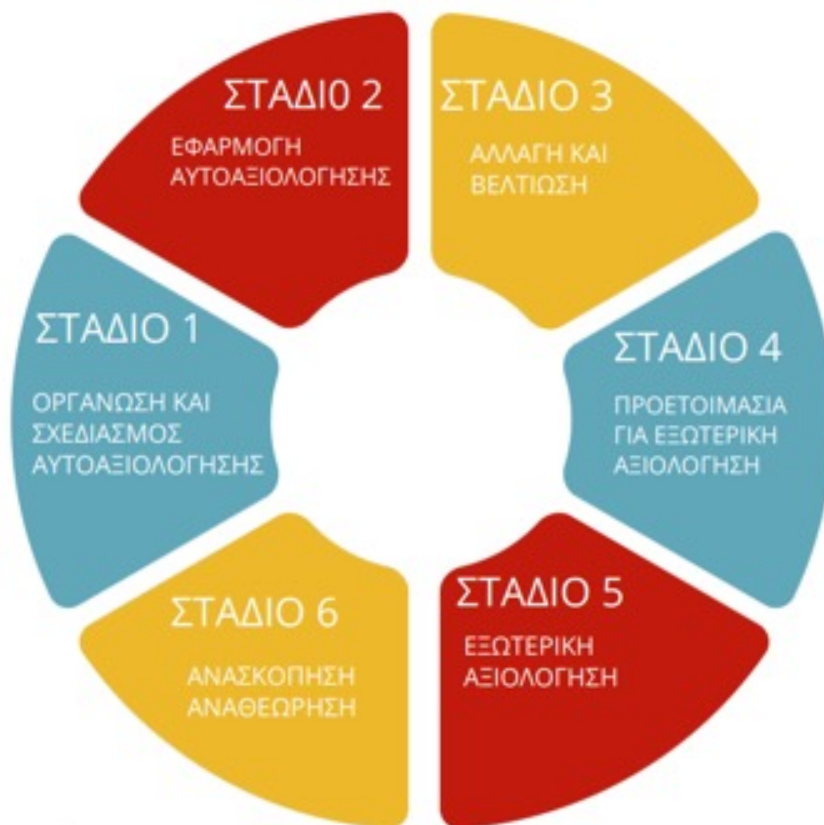 ΣΤΑΔΙΟ 1
ΟΡΓΑΝΩΣΗ ΚΑΙ
ΣΧΕΔΙΑΣΜΟΣ
ΑΥΤΟΑΞΙΟΛΟΓΗΣΗΣ
ΣΤΑΔΙ0 2
ΕΦΑΡΜΟΓΗ
ΑΥΤΟΑΞΙΟΛΟΓΗΣΗΣ
ΣΤΑΔΙΟ 3
ΑΛΛΑΓΗ ΚΑΙ
ΒΕΛΤΙΩΣΗ
ΣΤΑΔΙΟ 4
ΠΡΟΕΤΟΙΜΑΣΙΑ
ΓΙΑ ΕΞΩΤΕΡΙΚΗ
ΑΞΙΟΛΟΓΗΣΗ
ΣΤΑΔΙΟ 5
ΕΞΩΤΕΡΙΚΗ
ΑΞΙΟΛΟΓΗΣΗ
ΣΤΑΔΙΟ 6
ΑΝΑΣΚΟΠΗΣΗ
ΑΝΑΘΕΩΡΗΣΗ